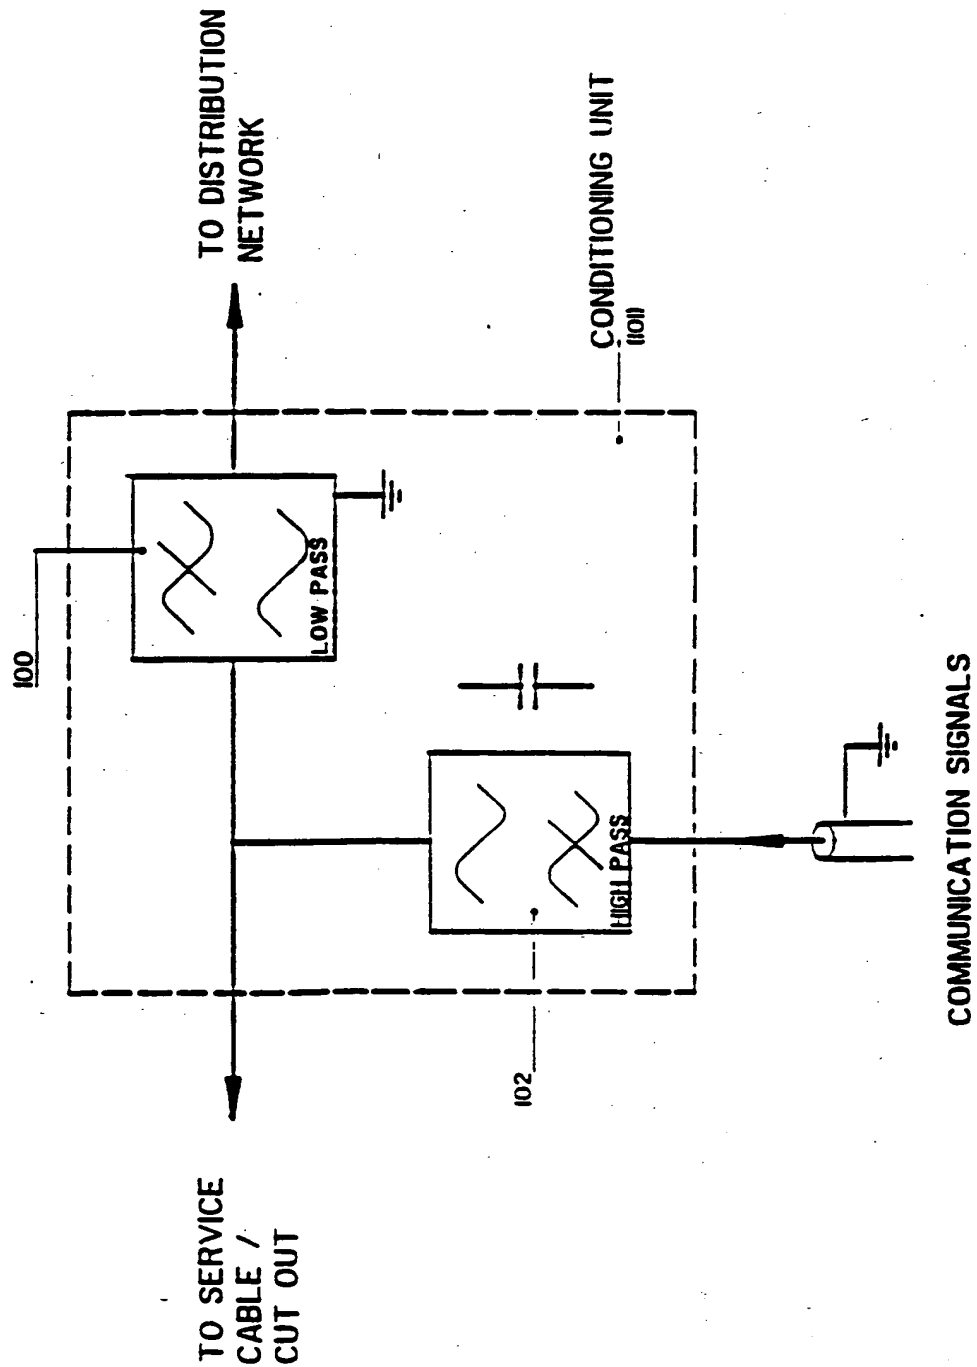 TO SERVICE
CABLE /
CUT OUT
100
LOW PASS
TO DISTRIBUTION
NETWORK
102
HIGH PASS
CONDITIONING UNIT
(101)
COMMUNICATION SIGNALS